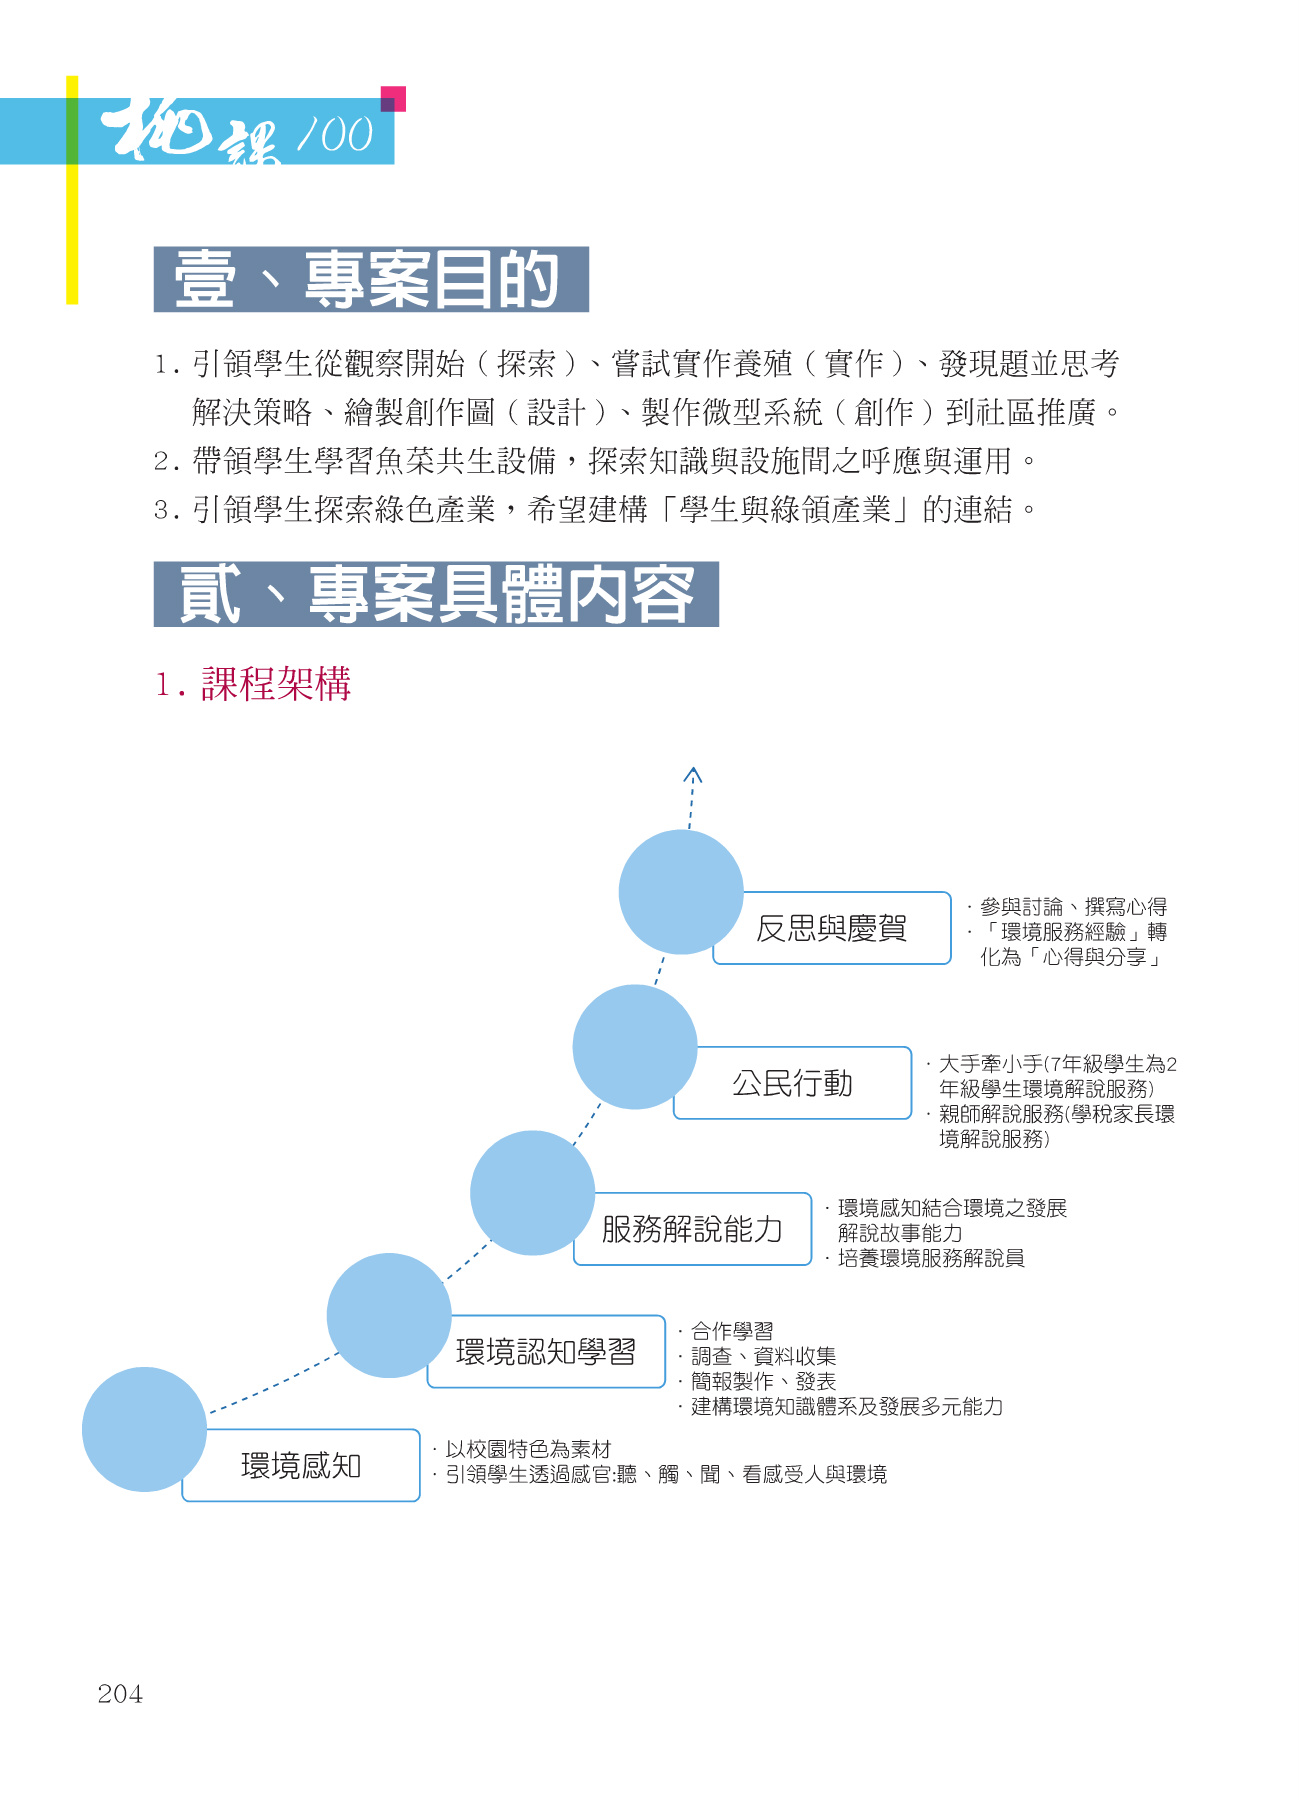 桃課100
壹、專案目的
1. 引領學生從觀察開始（探索）、嘗試實作養殖（實作）、發現題並思考
解決策略、繪製創作圖（設計）、製作微型系統（創作）到社區推廣。
2. 帶領學生學習魚菜共生設備，探索知識與設施間之呼應與運用。
3. 引領學生探索綠色產業，希望建構「學生與綠領產業」的連結。
貳、專案具體內容
1. 課程架構
反思與慶賀
· 參與討論、撰寫心得
· 「環境服務經驗」轉
化為「心得與分享」
公民行動
· 大手牽小手(7年級學生為2
年級學生環境解說服務)
· 親師解說服務(學稅家長環
境解說服務)
服務解說能力
· 環境感知結合環境之發展
解說故事能力
· 培養環境服務解說員
環境認知學習
· 合作學習
· 調查、資料收集
· 簡報製作、發表
· 建構環境知識體系及發展多元能力
環境感知
· 以校園特色為素材
· 引領學生透過感官:聽、觸、聞、看感受人與環境
204